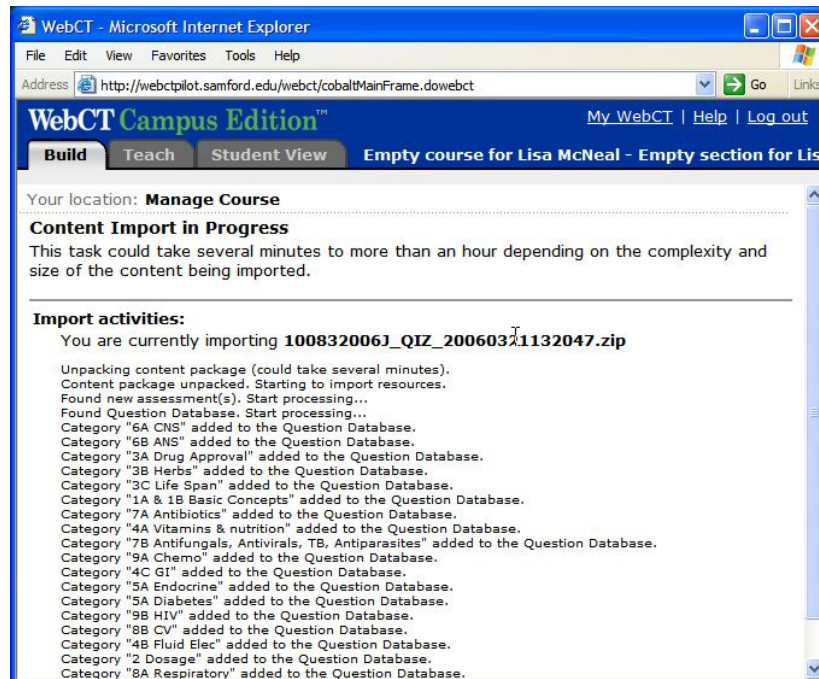 WebCT - Microsoft Internet Explorer
File Edit View Favorites Tools Help
Address http://webctpilot.samford.edu/webct/cobaltMainFrame.dowebct Go Links
WebCT Campus Edition™ My WebCT | Help | Log out
Build Teach Student View Empty course for Lisa McNeal - Empty section for Lis
Your location: Manage Course
Content Import in Progress
This task could take several minutes to more than an hour depending on the complexity and
size of the content being imported.
Import activities:
You are currently importing 100832006J_QIZ_20060321132047.zip
Unpacking content package (could take several minutes).
Content package unpacked. Starting to import resources.
Found new assessment(s). Start processing...
Found Question Database. Start processing...
Category "6A CNS" added to the Question Database.
Category "6B ANS" added to the Question Database.
Category "3A Drug Approval" added to the Question Database.
Category "3B Herbs" added to the Question Database.
Category "3C Life Span" added to the Question Database.
Category "1A & 1B Basic Concepts" added to the Question Database.
Category "7A Antibiotics" added to the Question Database.
Category "4A Vitamins & nutrition" added to the Question Database.
Category "7B Antifungals, Antivirals, TB, Antiparasites" added to the Question Database.
Category "9A Chemo" added to the Question Database.
Category "4C GI" added to the Question Database.
Category "5A Endocrine" added to the Question Database.
Category "5A Diabetes" added to the Question Database.
Category "9B HIV" added to the Question Database.
Category "8B CV" added to the Question Database.
Category "4B Fluid Elec" added to the Question Database.
Category "2 Dosage" added to the Question Database.
Category "8A Respiratory" added to the Question Database.